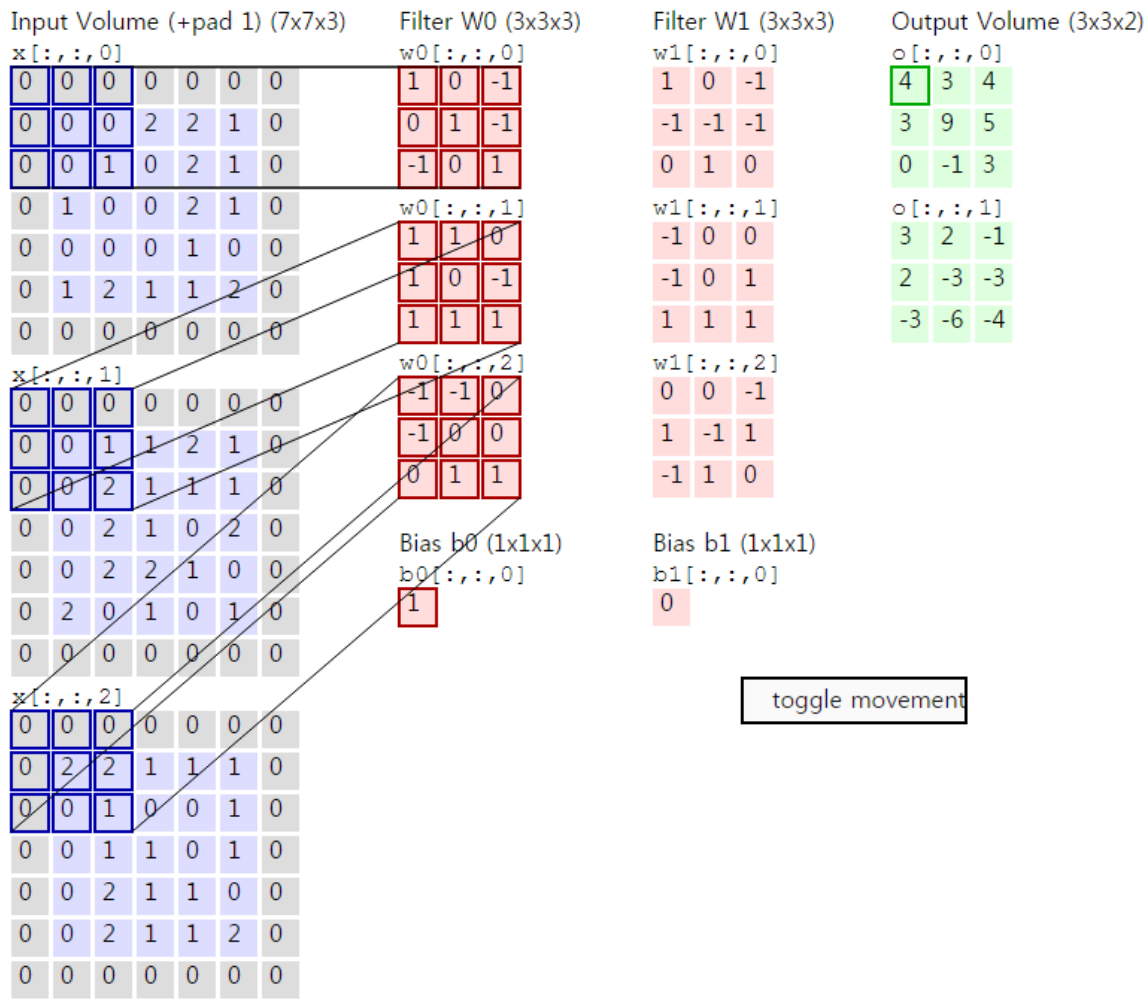 Input Volume (+pad 1) (7x7x3)
x[:,:,0]
0 0 0 0 0 0 0
0 0 0 2 2 1 0
0 0 1 0 2 1 0
0 1 0 0 2 1 0
0 0 0 0 1 0 0
0 1 2 1 1 2 0
0 0 0 0 0 0 0
x[:,:,1]
0 0 0 0 0 0 0
0 0 1 1 2 1 0
0 0 2 1 1 1 0
0 0 2 1 0 2 0
0 0 2 2 1 0 0
0 2 0 1 0 1 0
0 0 0 0 0 0 0
x[:,:,2]
0 0 0 0 0 0 0
0 2 2 1 1 1 0
0 0 1 0 0 1 0
0 0 1 1 0 1 0
0 0 2 1 1 0 0
0 0 2 1 1 2 0
0 0 0 0 0 0 0
Filter W0 (3x3x3)
w0[:,:,0]
1 0 -1
0 1 -1
-1 0 1
w0[:,:,1]
1 1 0
1 0 -1
1 1 1
w0[:,:,2]
-1 -1 0
-1 0 0
0 1 1
Bias b0 (1x1x1)
b0[:,:,0]
1
Filter W1 (3x3x3)
w1[:,:,0]
1 0 -1
-1 -1 -1
0 1 0
w1[:,:,1]
-1 0 0
-1 0 1
1 1 1
w1[:,:,2]
0 0 -1
1 -1 1
-1 1 0
Bias b1 (1x1x1)
b1[:,:,0]
0
Output Volume (3x3x2)
o[:,:,0]
4 3 4
3 9 5
0 -1 3
o[:,:,1]
3 2 -1
2 -3 -3
-3 -6 -4
toggle movement